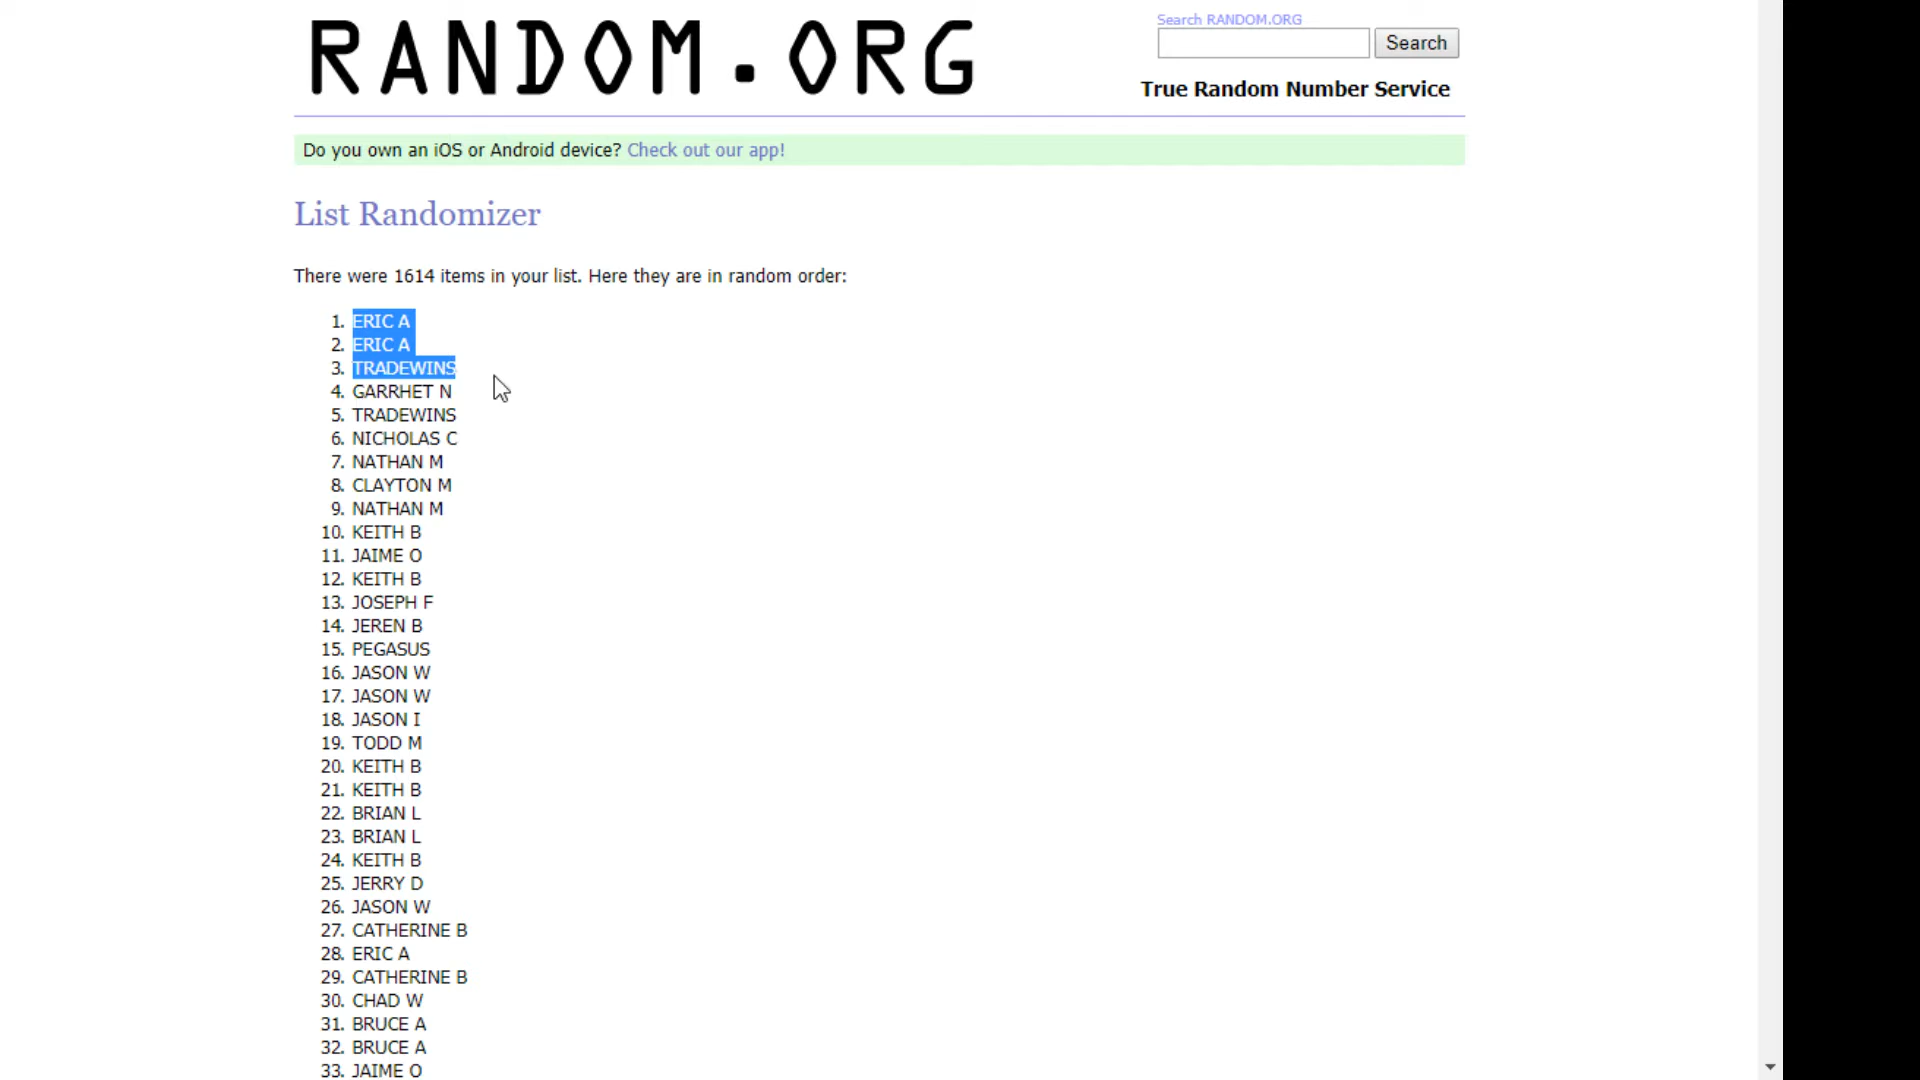 RANDOM.ORG
Search RANDOM.ORG
Search
True Random Number Service
Do you own an iOS or Android device? Check out our app!
List Randomizer
There were 1614 items in your list. Here they are in random order:
1. ERIC A
2. ERIC A
3. TRADEWINS
4. GARRHET N
5. TRADEWINS
6. NICHOLAS C
7. NATHAN M
8. CLAYTON M
9. NATHAN M
10. KEITH B
11. JAIME O
12. KEITH B
13. JOSEPH F
14. JEREN B
15. PEGASUS
16. JASON W
17. JASON W
18. JASON I
19. TODD M
20. KEITH B
21. KEITH B
22. BRIAN L
23. BRIAN L
24. KEITH B
25. JERRY D
26. JASON W
27. CATHERINE B
28. ERIC A
29. CATHERINE B
30. CHAD W
31. BRUCE A
32. BRUCE A
33. JAIME O